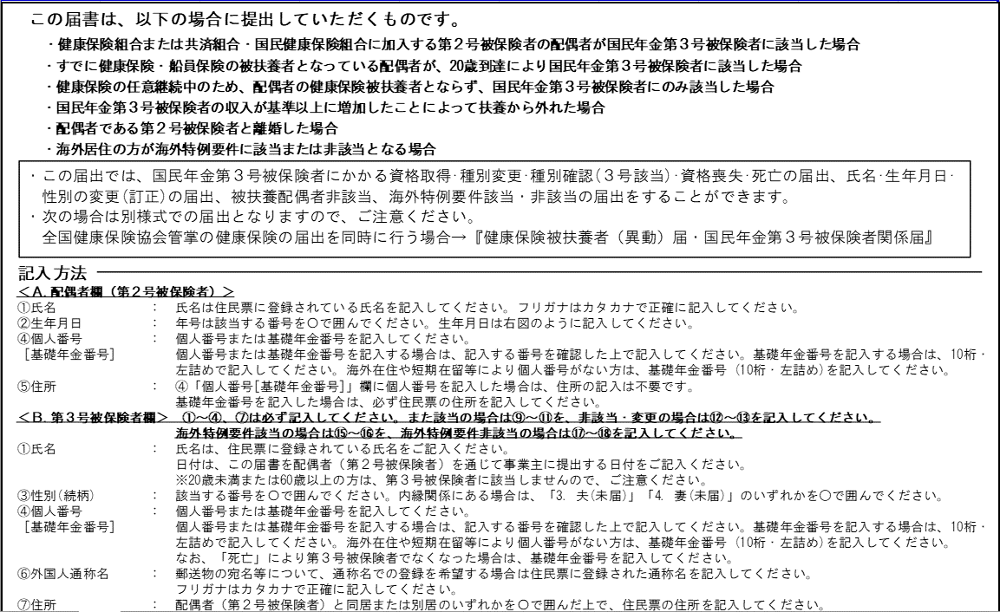 この届書は、以下の場合に提出していただくものです。
・健康保険組合または共済組合・国民健康保険組合に加入する第２号被保険者の配偶者が国民年金第３号被保険者に該当した場合
・すでに健康保険・船員保険の被扶養者となっている配偶者が、20歳到達により国民年金第３号被保険者に該当した場合
・健康保険の任意継続中のため、配偶者の健康保険被扶養者とならず、国民年金第３号被保険者にのみ該当した場合
・国民年金第３号被保険者の収入が基準以上に増加したことによって扶養から外れた場合
・配偶者である第２号被保険者と離婚した場合
・海外居住の方が海外特例要件に該当または非該当となる場合
・この届出では、国民年金第３号被保険者にかかる資格取得･種別変更･種別確認(３号該当)･資格喪失･死亡の届出、氏名･生年月日･
性別の変更(訂正)の届出、被扶養配偶者非該当、海外特例要件該当・非該当の届出をすることができます。
・次の場合は別様式での届出となりますので、ご注意ください。
全国健康保険協会管掌の健康保険の届出を同時に行う場合→『健康保険被扶養者（異動）届・国民年金第３号被保険者関係届』
記入方法
＜Ａ. 配偶者欄（第２号被保険者）＞
①氏名 ： 氏名は住民票に登録されている氏名を記入してください。フリガナはカタカナで正確に記入してください。
②生年月日 ： 年号は該当する番号を〇で囲んでください。生年月日は右図のように記入してください。
④個人番号 ： 個人番号または基礎年金番号を記入してください。
[基礎年金番号] 個人番号または基礎年金番号を記入する場合は、記入する番号を確認した上で記入してください。基礎年金番号を記入する場合は、10桁・
左詰めで記入してください。海外在住や短期在留等により個人番号がない方は、基礎年金番号（10桁・左詰め)を記入してください。
⑤住所 ： ④「個人番号[基礎年金番号]」欄に個人番号を記入した場合は、住所の記入は不要です。
基礎年金番号を記入した場合は、必ず住民票の住所を記入してください。
＜Ｂ. 第３号被保険者欄＞ ①～④、⑦は必ず記入してください。また該当の場合は⑨～⑪を、非該当・変更の場合は⑫～⑬を記入してください。
海外特例要件該当の場合は⑮～⑯を、海外特例要件非該当の場合は⑰～⑱を記入してください。
①氏名 ： 氏名は、住民票に登録されている氏名をご記入ください。
日付は、この届書を配偶者（第２号被保険者）を通じて事業主に提出する日付をご記入ください。
※20歳未満または60歳以上の方は、第３号被保険者に該当しませんので、ご注意ください。
③性別(続柄) ： 該当する番号を〇で囲んでください。内縁関係にある場合は、「3. 夫(未届)」「4. 妻(未届)」のいずれかを〇で囲んでください。
④個人番号 ： 個人番号または基礎年金番号を記入してください。
[基礎年金番号] 個人番号または基礎年金番号を記入する場合は、記入する番号を確認した上で記入してください。基礎年金番号を記入する場合は、10桁・
左詰めで記入してください。海外在住や短期在留等により個人番号がない方は、基礎年金番号（10桁・左詰め)を記入してください。
なお、「死亡」により第３号被保険者でなくなった場合は、基礎年金番号を記入してください。
⑥外国人通称名 ： 郵送物の宛名等について、通称名での登録を希望する場合は住民票に登録された通称名を記入してください。
フリガナはカタカナで正確に記入してください。
⑦住所 ： 配偶者（第２号被保険者）と同居または別居のいずれかを〇で囲んだ上で、住民票の住所を記入してください。